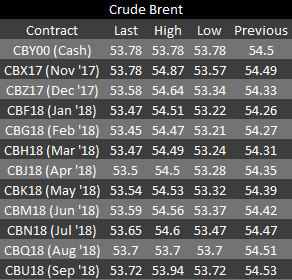 Crude Brent
Contract Last High Low Previous
CBY00 (Cash) 53.78 53.78 53.78 54.5
CBX17 (Nov '17) 53.78 54.87 53.57 54.49
CBZ17 (Dec '17) 53.58 54.64 53.34 54.33
CBF18 (Jan '18) 53.47 54.51 53.22 54.26
CBG18 (Feb '18) 53.45 54.47 53.21 54.27
CBH18 (Mar '18) 53.47 54.49 53.24 54.31
CBJ18 (Apr '18) 53.5 54.5 53.28 54.35
CBK18 (May '18) 53.54 54.53 53.32 54.39
CBM18 (Jun '18) 53.59 54.56 53.37 54.42
CBN18 (Jul '18) 53.65 54.6 53.47 54.47
CBQ18 (Aug '18) 53.7 53.7 53.7 54.51
CBU18 (Sep '18) 53.72 53.94 53.72 54.53